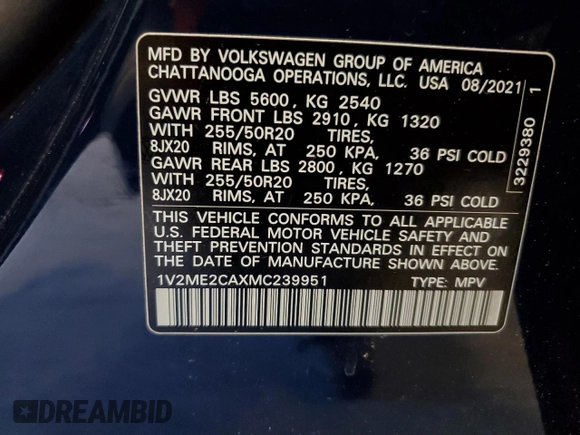 MFD BY VOLKSWAGEN GROUP OF AMERICA
CHATTANOOGA OPERATIONS, LLC. USA 08/2021
GVWR LBS 5600, KG 2540
GAWR FRONT LBS 2910, KG 1320
WITH 255/50R20 TIRES,
8JX20 RIMS, AT 250 KPA, 36 PSI COLD
GAWR REAR LBS 2800, KG 1270
WITH 255/50R20 TIRES,
8JX20 RIMS, AT 250 KPA, 36 PSI COLD
THIS VEHICLE CONFORMS TO ALL APPLICABLE
U.S. FEDERAL MOTOR VEHICLE SAFETY AND
THEFT PREVENTION STANDARDS IN EFFECT ON
THE DATE OF MANUFACTURE SHOWN ABOVE.
1V2ME2CAXMC239951 TYPE: MPV
3229380 1
DREAMBID